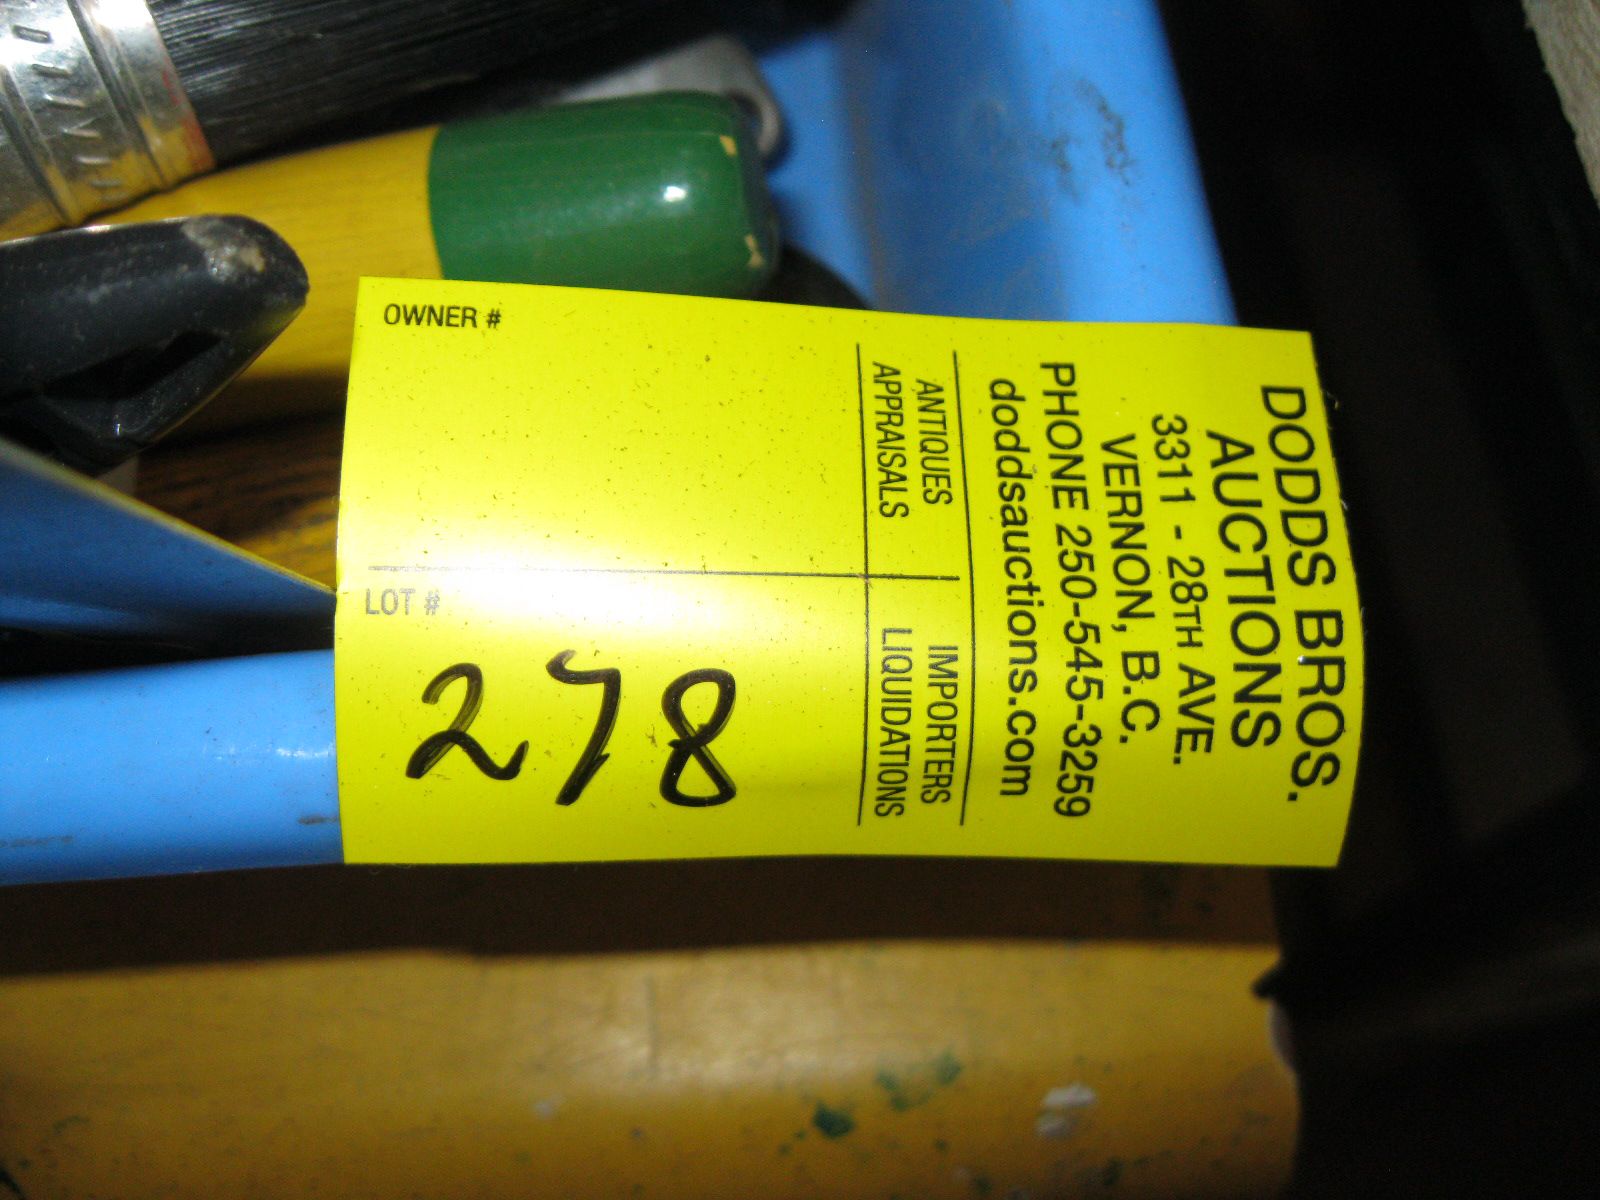 DODDS BROS.
AUCTIONS
3311 - 28TH AVE.
VERNON, B.C.
PHONE 250-545-3259
doddsauctions.com
ANTIQUES
APPRAISALS
IMPORTERS
LIQUIDATIONS
OWNER #
LOT #
278